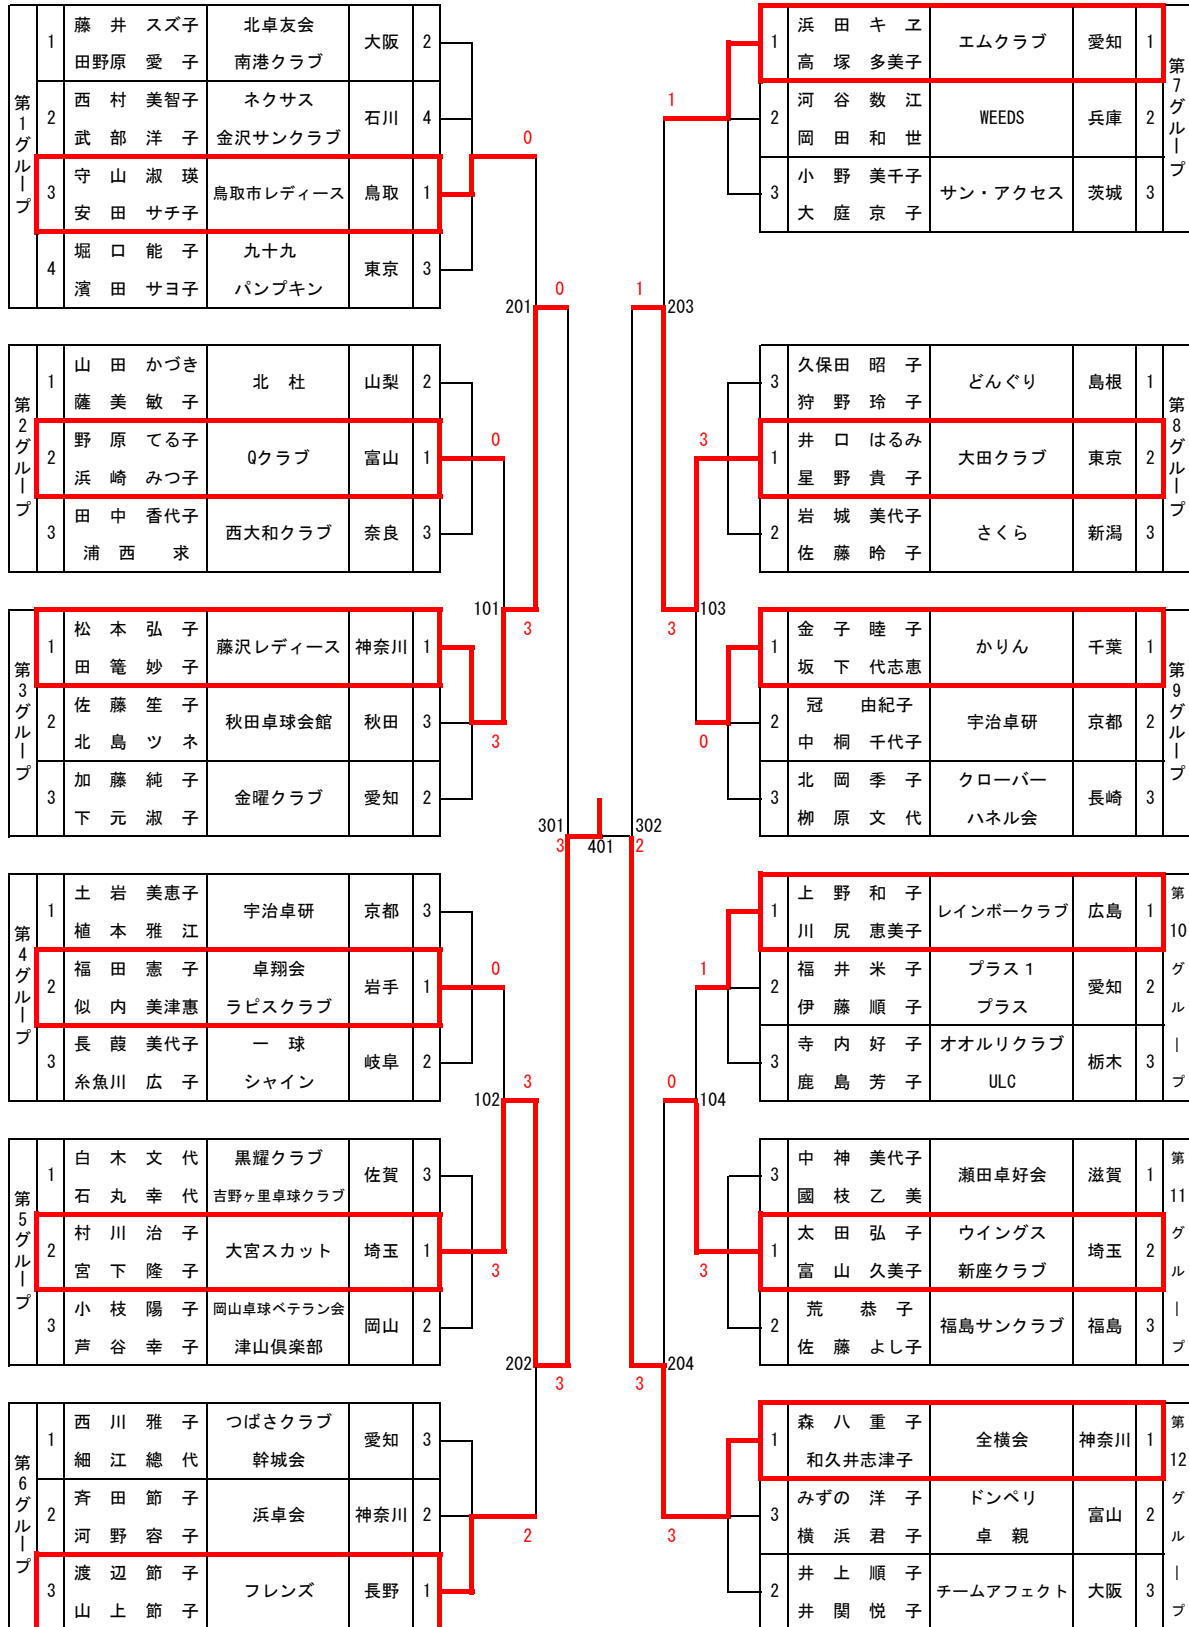 第1グループ
1 藤井 スズ子 北卓友会 大阪 2
田野原 愛子 南港クラブ
2 西村 美智子 ネクサス 石川 4
武部 洋子 金沢サンクラブ
3 守山 淑瑛 鳥取市レディース 鳥取 1
安田 サチ子
4 堀口 能子 九十九 東京 3
濱田 サヨ子 パンプキン
第2グループ
1 山田 かづき 北杜 山梨 2
薩美 敏子
2 野原 てる子 Qクラブ 富山 1
浜崎 みつ子
3 田中 香代子 西大和クラブ 奈良 3
浦西 求
第3グループ
1 松本 弘子 藤沢レディース 神奈川 1
田篭 妙子
2 佐藤 笙子 秋田卓球会館 秋田 3
北島 ツネ
3 加藤 純子 金曜クラブ 愛知 2
下元 淑子
第4グループ
1 土岩 美恵子 宇治卓研 京都 3
植本 雅江
2 福田 憲子 卓翔会 岩手 1
似内 美津惠 ラピスクラブ
3 長葭 美代子 一球 岐阜 2
糸魚川 広子 シャイン
第5グループ
1 白木 文代 黒耀クラブ 佐賀 3
石丸 幸代 吉野ヶ里卓球クラブ
2 村川 治子 大宮スカット 埼玉 1
宮下 隆子
3 小枝 陽子 岡山卓球ベテラン会 岡山 2
芦谷 幸子 津山倶楽部
第6グループ
1 西川 雅子 つばさクラブ 愛知 3
細江 總代 幹城会
2 斉田 節子 浜卓会 神奈川 2
河野 容子
3 渡辺 節子 フレンズ 長野 1
山上 節子
0
201
0
0
101
3
3
301
3
401
0
102
3
3
202
3
2
1
1
203
3
103
3
0
302
2
1
0
104
3
204
3
3
第7グループ
1 浜田 キヱ エムクラブ 愛知 1
高塚 多美子
2 河谷 数江 WEEDS 兵庫 2
岡田 和世
3 小野 美千子 サン・アクセス 茨城 3
大庭 京子
第8グループ
3 久保田 昭子 どんぐり 島根 1
狩野 玲子
1 井口 はるみ 大田クラブ 東京 2
星野 貴子
2 岩城 美代子 さくら 新潟 3
佐藤 昤子
第9グループ
1 金子 睦子 かりん 千葉 1
坂下 代志恵
2 冠 由紀子 宇治卓研 京都 2
中桐 千代子
3 北岡 季子 クローバー 長崎 3
柳原 文代 ハネル会
第10グループ
1 上野 和子 レインボークラブ 広島 1
川尻 恵美子
2 福井 米子 プラス1 愛知 2
伊藤 順子 プラス
3 寺内 好子 オオルリクラブ 栃木 3
鹿島 芳子 ULC
第11グループ
3 中神 美代子 瀬田卓好会 滋賀 1
國枝 乙美
1 太田 弘子 ウイングス 埼玉 2
富山 久美子 新座クラブ
2 荒 恭子 福島サンクラブ 福島 3
佐藤 よし子
第12グループ
1 森 八重子 全横会 神奈川 1
和久井志津子
3 みずの 洋子 ドンペリ 富山 2
横浜 君子 卓親
2 井上 順子 チームアフェクト 大阪 3
井関 悦子